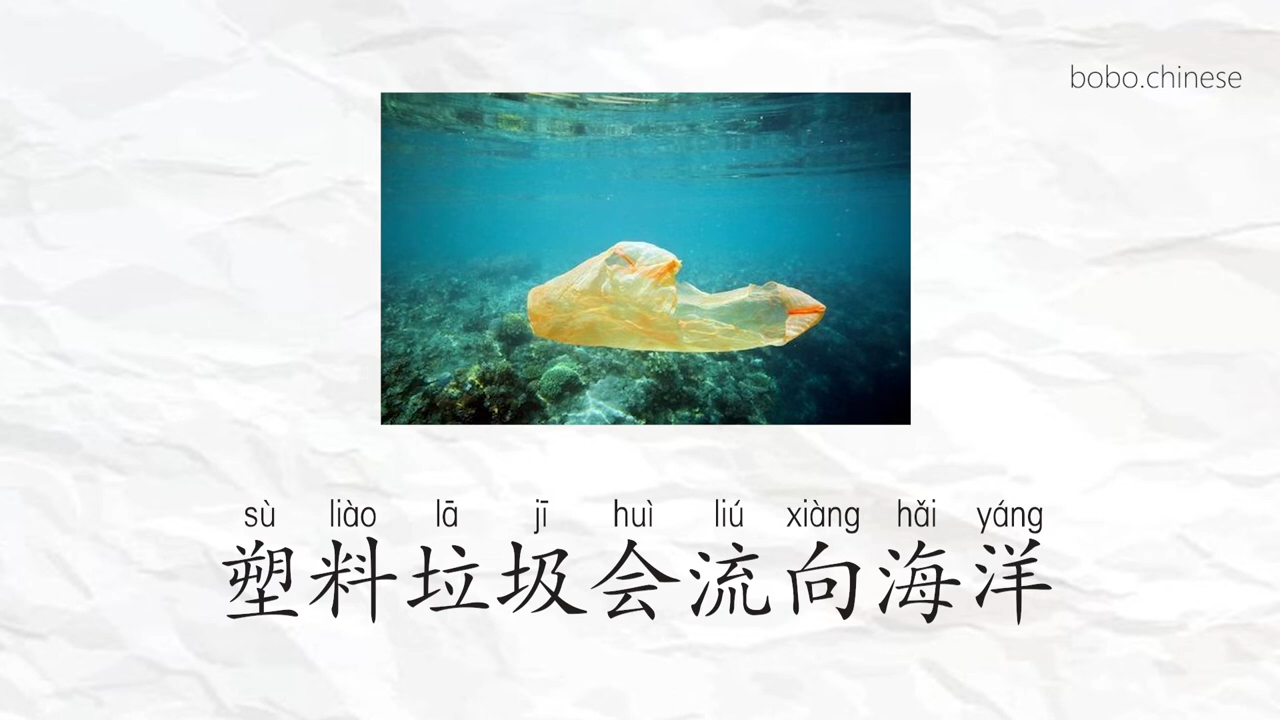 bobo.chinese
sù liào lā jī huì liú xiàng hǎi yáng
塑料垃圾会流向海洋